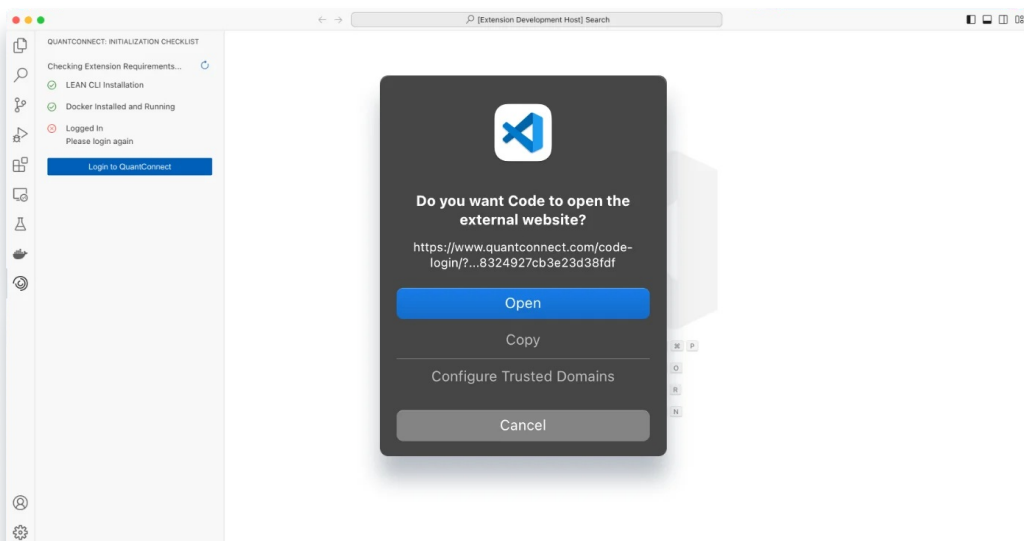 [Extension Development Host] Search
QUANTCONNECT: INITIALIZATION CHECKLIST
Checking Extension Requirements...
LEAN CLI Installation
Docker Installed and Running
Logged In
Please login again
Login to QuantConnect
Do you want Code to open the
external website?
https://www.quantconnect.com/code-
login/?...8324927cb3e23d38fdf
Open
Copy
Configure Trusted Domains
Cancel
⌘ P
O
R
N